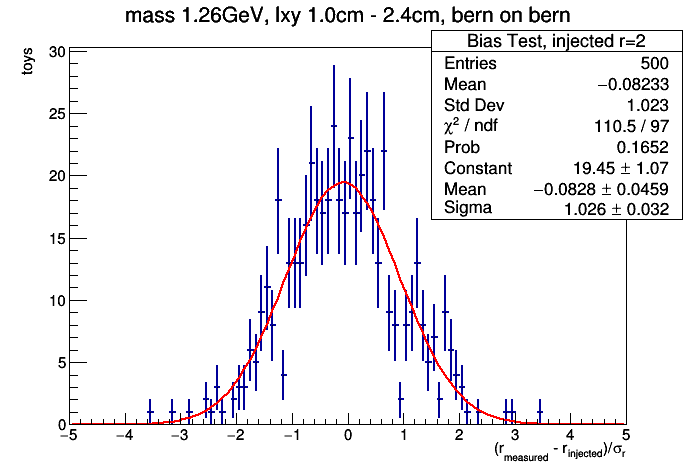 mass 1.26GeV, lxy 1.0cm - 2.4cm, bern on bern
toys
Bias Test, injected r=2
Entries 500
Mean −0.08233
Std Dev 1.023
χ² / ndf 110.5 / 97
Prob 0.1652
Constant 19.45 ± 1.07
Mean −0.0828 ± 0.0459
Sigma 1.026 ± 0.032
30
25
20
15
10
5
0
−5 −4 −3 −2 −1 0 1 2 3 4 5
(r_measured - r_injected)/σ_r